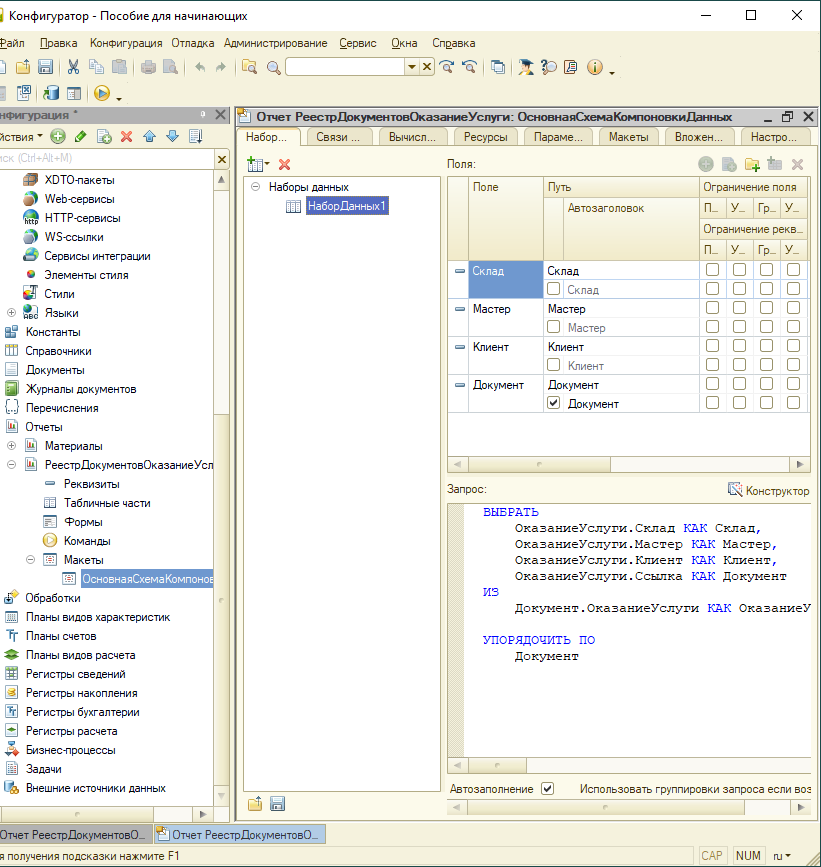 Конфигуратор - Пособие для начинающих
Файл Правка Конфигурация Отладка Администрирование Сервис Окна Справка
нфигурация *
йствия
ск (Ctrl+Alt+M)
XDTO-пакеты
Web-сервисы
HTTP-сервисы
WS-ссылки
Сервисы интеграции
Элементы стиля
Стили
Языки
Константы
Справочники
Документы
Журналы документов
Перечисления
Отчеты
Материалы
РеестрДокументовОказаниеУсл
Реквизиты
Табличные части
Формы
Команды
Макеты
ОсновнаяСхемаКомпонов
Обработки
Планы видов характеристик
Планы счетов
Планы видов расчета
Регистры сведений
Регистры накопления
Регистры бухгалтерии
Регистры расчета
Бизнес-процессы
Задачи
Внешние источники данных
Отчет РеестрДокументовОказаниеУслуги: ОсновнаяСхемаКомпоновкиДанных
Набор... Связи ... Вычисл... Ресурсы Параме... Макеты Вложен... Настро...
Наборы данных
НаборДанных1
Поля:
Поле Путь Ограничение поля
Автозаголовок П... У... Гр... У...
Ограничение рекв...
П... У... Гр... У...
Склад Склад
Склад
Мастер Мастер
Мастер
Клиент Клиент
Клиент
Документ Документ
Документ
Запрос: Конструктор
ВЫБРАТЬ
ОказаниеУслуги.Склад КАК Склад,
ОказаниеУслуги.Мастер КАК Мастер,
ОказаниеУслуги.Клиент КАК Клиент,
ОказаниеУслуги.Ссылка КАК Документ
ИЗ
Документ.ОказаниеУслуги КАК ОказаниеУ
УПОРЯДОЧИТЬ ПО
Документ
Автозаполнение Использовать группировки запроса если воз
Отчет РеестрДокументовО... Отчет РеестрДокументовО...
я получения подсказки нажмите F1 CAP NUM ru